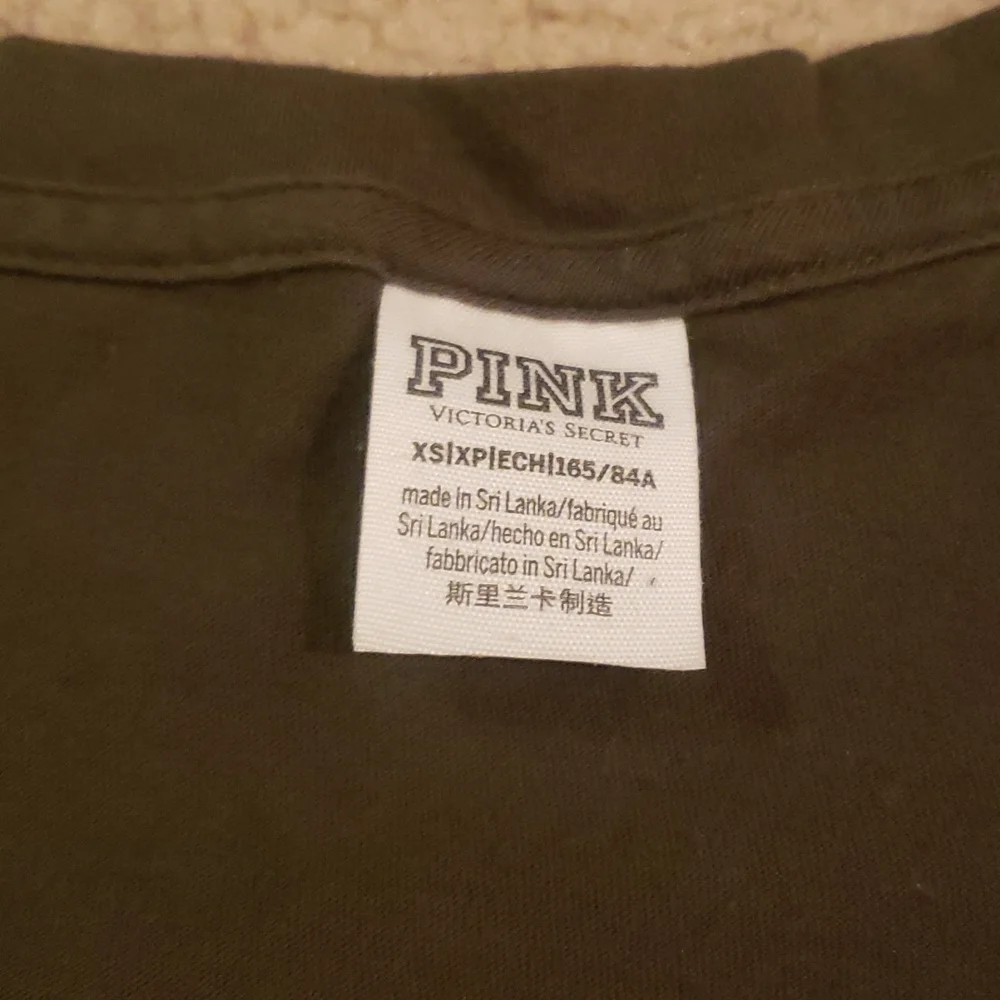 PINK
VICTORIA'S SECRET
XS|XP|ECH|165/84A
made in Sri Lanka/fabriqué au
Sri Lanka/hecho en Sri Lanka/
fabbricato in Sri Lanka/
斯里兰卡制造